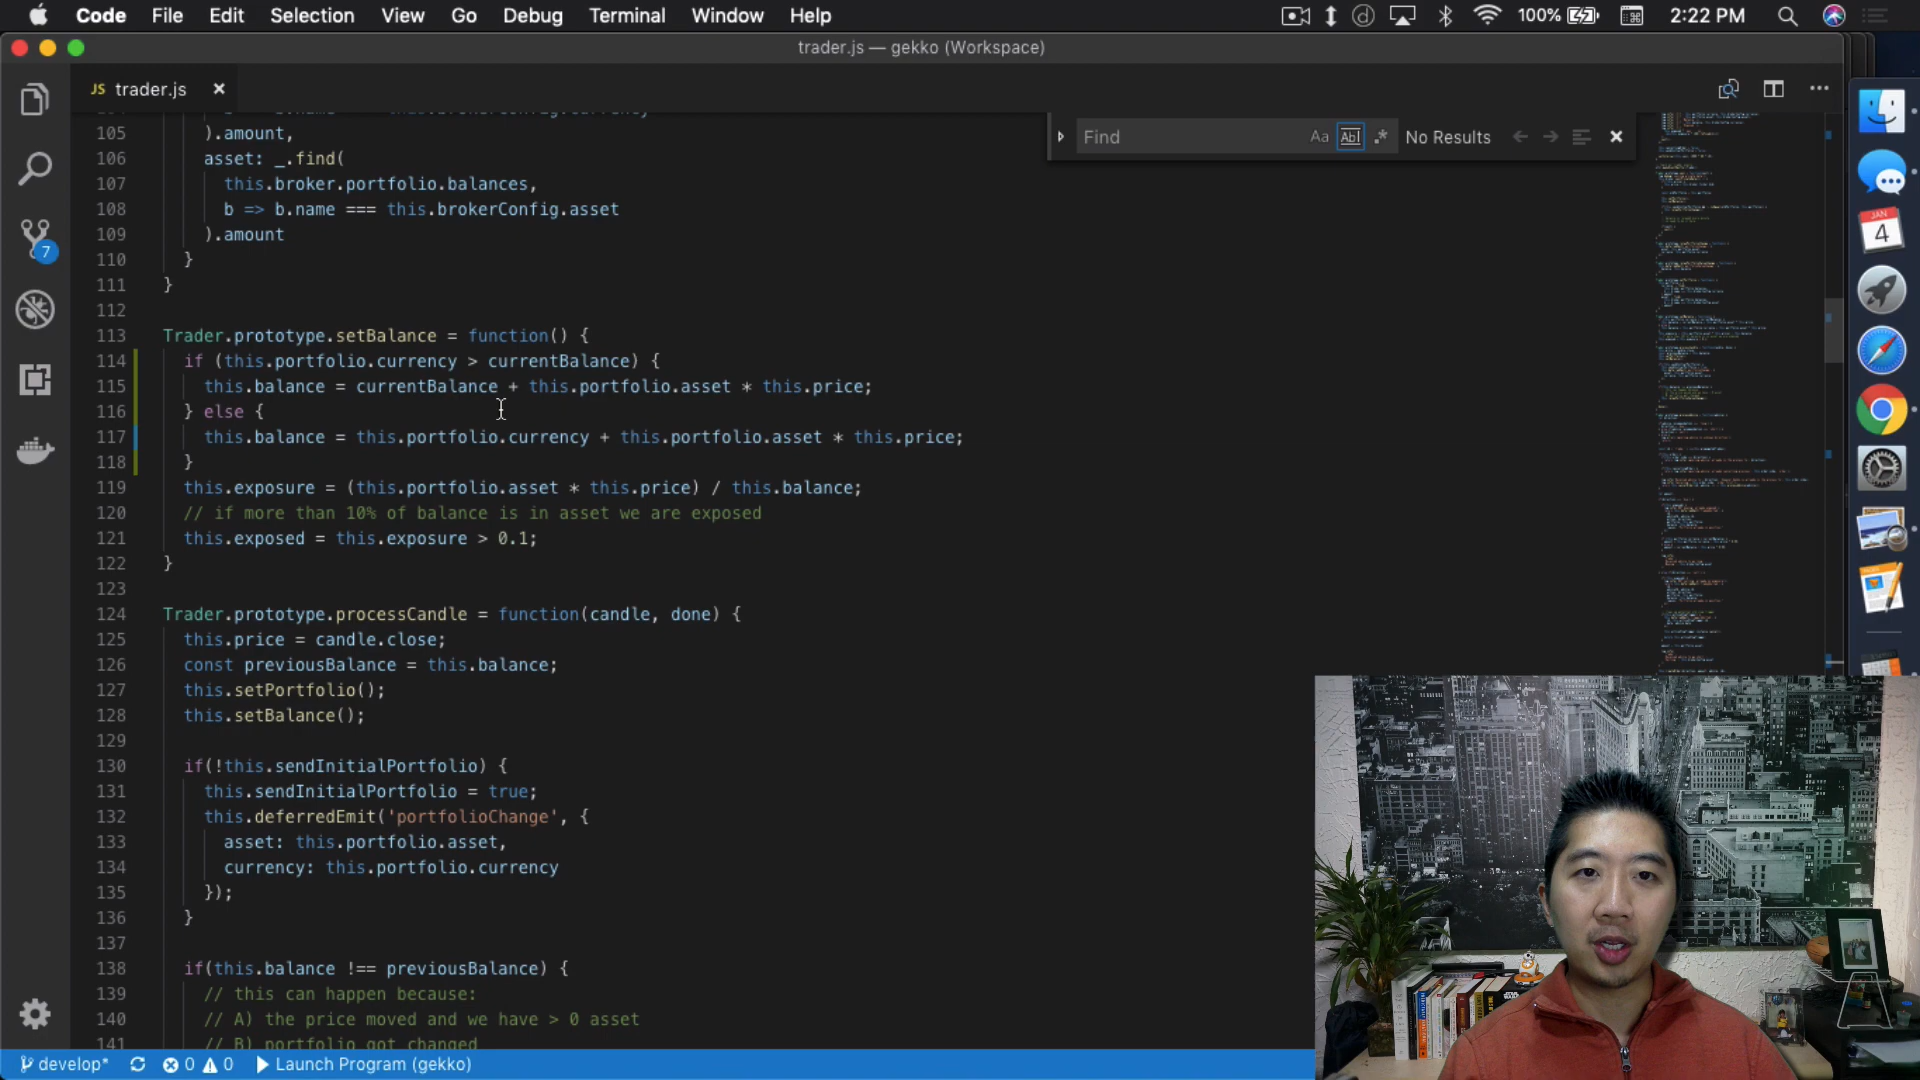 Code File Edit Selection View Go Debug Terminal Window Help 100% 2:22 PM
trader.js — gekko (Workspace)
JS trader.js
Find Aa Abl .* No Results
105 ).amount,
106 asset: _.find(
107 this.broker.portfolio.balances,
108 b => b.name === this.brokerConfig.asset
109 ).amount
110 }
111 }
112
113 Trader.prototype.setBalance = function() {
114 if (this.portfolio.currency > currentBalance) {
115 this.balance = currentBalance + this.portfolio.asset * this.price;
116 } else {
117 this.balance = this.portfolio.currency + this.portfolio.asset * this.price;
118 }
119 this.exposure = (this.portfolio.asset * this.price) / this.balance;
120 // if more than 10% of balance is in asset we are exposed
121 this.exposed = this.exposure > 0.1;
122 }
123
124 Trader.prototype.processCandle = function(candle, done) {
125 this.price = candle.close;
126 const previousBalance = this.balance;
127 this.setPortfolio();
128 this.setBalance();
129
130 if(!this.sendInitialPortfolio) {
131 this.sendInitialPortfolio = true;
132 this.deferredEmit('portfolioChange', {
133 asset: this.portfolio.asset,
134 currency: this.portfolio.currency
135 });
136 }
137
138 if(this.balance !== previousBalance) {
139 // this can happen because:
140 // A) the price moved and we have > 0 asset
141 // B) portfolio got changed
7
JAN
4
develop* 0 0 Launch Program (gekko)